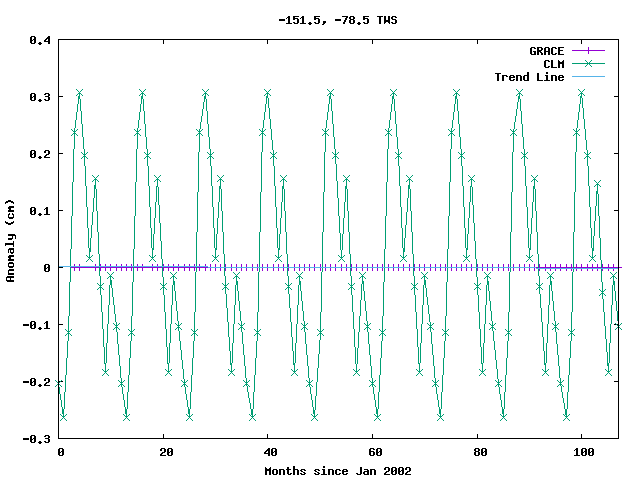 -151.5, -78.5 TWS
GRACE
CLM
Trend Line
0.4
0.3
0.2
0.1
0
-0.1
-0.2
-0.3
Anomaly (cm)
0 20 40 60 80 100
Months since Jan 2002